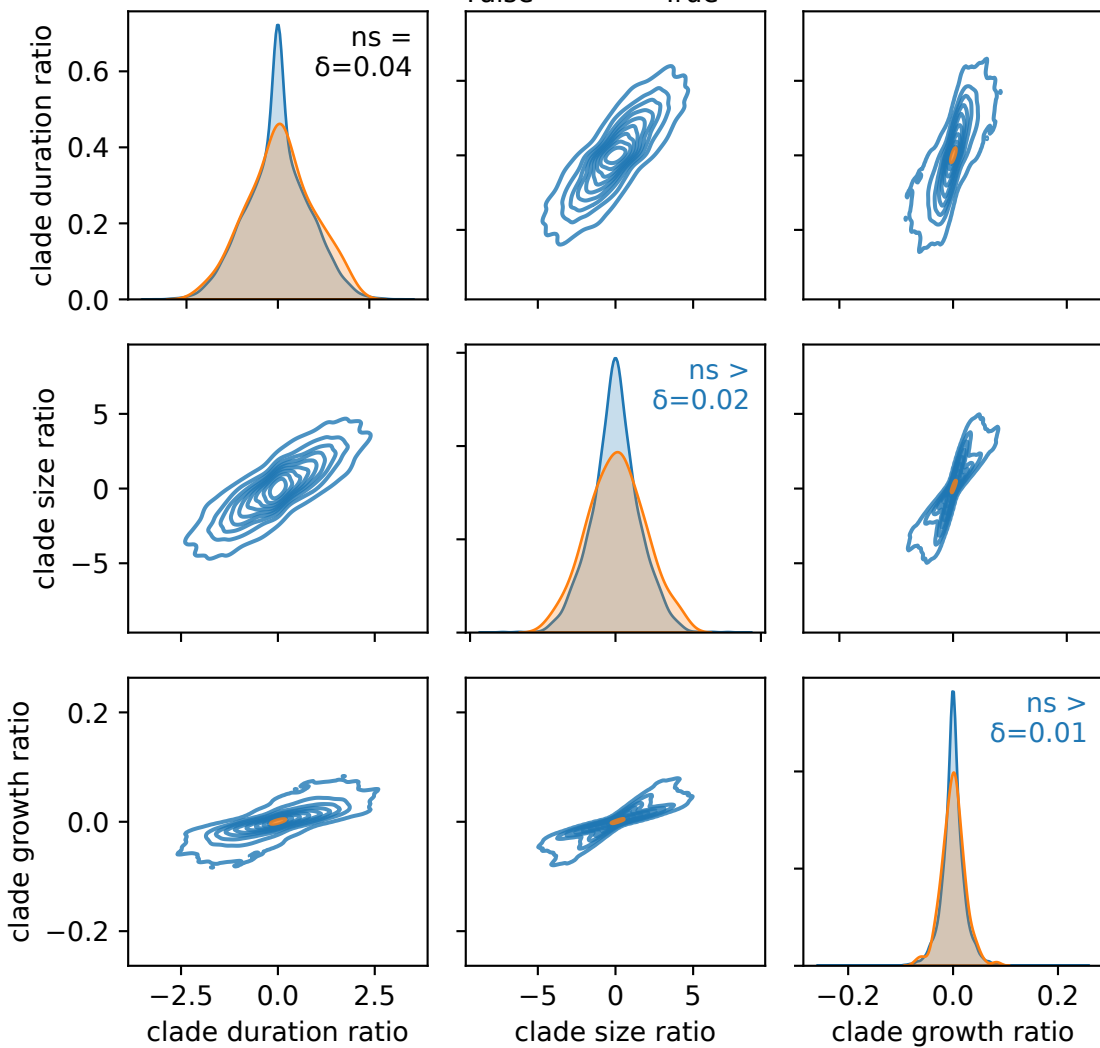 clade duration ratio
0.6
0.4
0.2
0.0
ns =
δ=0.04
clade size ratio
5
0
−5
ns >
δ=0.02
clade growth ratio
0.2
0.0
−0.2
ns >
δ=0.01
−2.5 0.0 2.5
−5 0 5
−0.2 0.0 0.2
clade duration ratio
clade size ratio
clade growth ratio